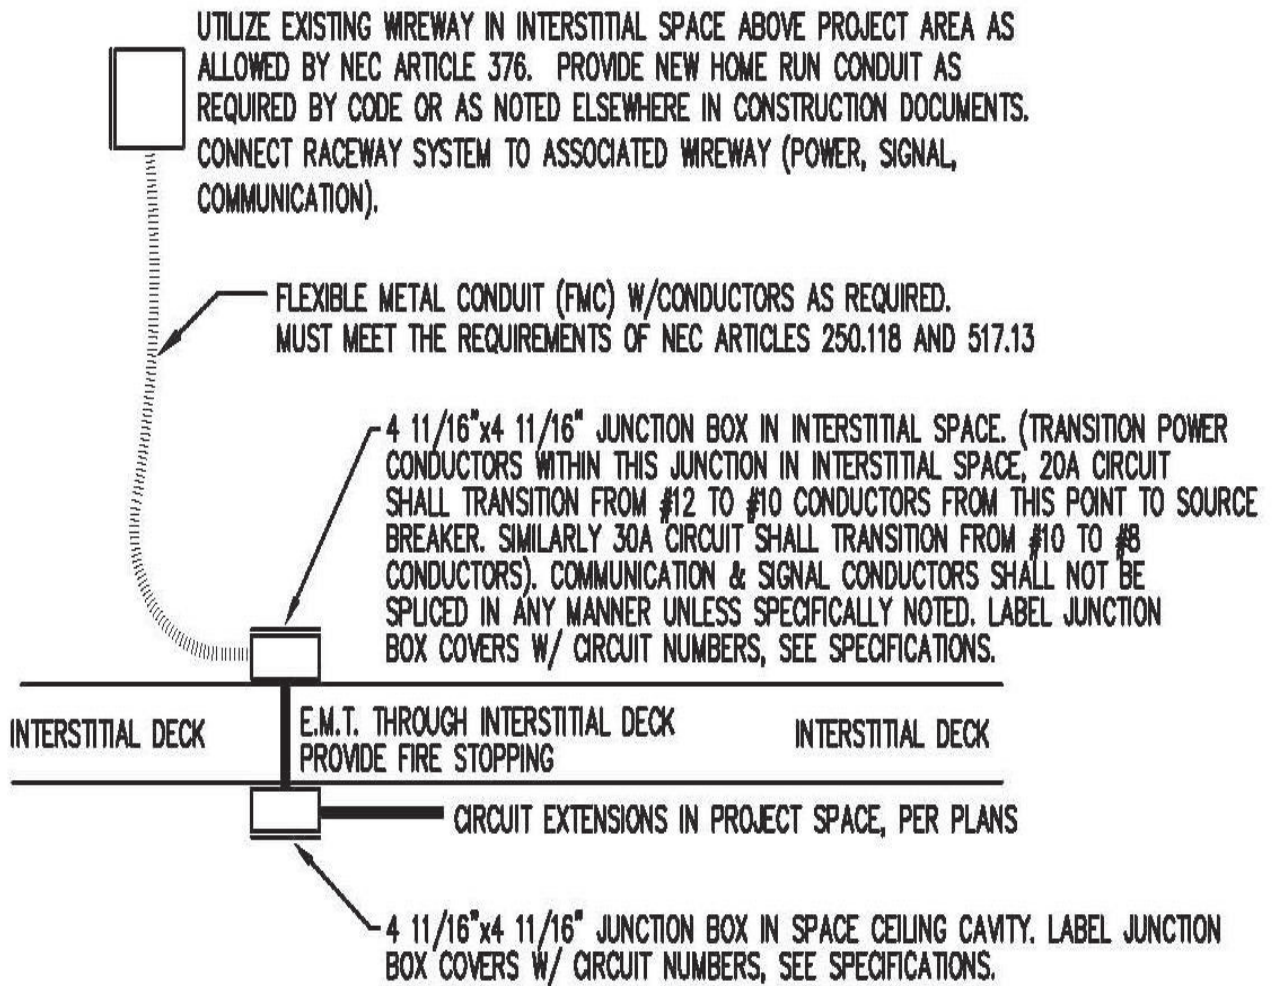 UTILIZE EXISTING WIREWAY IN INTERSTITIAL SPACE ABOVE PROJECT AREA AS
ALLOWED BY NEC ARTICLE 376. PROVIDE NEW HOME RUN CONDUIT AS
REQUIRED BY CODE OR AS NOTED ELSEWHERE IN CONSTRUCTION DOCUMENTS.
CONNECT RACEWAY SYSTEM TO ASSOCIATED WIREWAY (POWER, SIGNAL,
COMMUNICATION).
FLEXIBLE METAL CONDUIT (FMC) W/CONDUCTORS AS REQUIRED.
MUST MEET THE REQUIREMENTS OF NEC ARTICLES 250.118 AND 517.13
4 11/16"x4 11/16" JUNCTION BOX IN INTERSTITIAL SPACE. (TRANSITION POWER
CONDUCTORS WITHIN THIS JUNCTION IN INTERSTITIAL SPACE, 20A CIRCUIT
SHALL TRANSITION FROM #12 TO #10 CONDUCTORS FROM THIS POINT TO SOURCE
BREAKER. SIMILARLY 30A CIRCUIT SHALL TRANSITION FROM #10 TO #8
CONDUCTORS). COMMUNICATION & SIGNAL CONDUCTORS SHALL NOT BE
SPLICED IN ANY MANNER UNLESS SPECIFICALLY NOTED. LABEL JUNCTION
BOX COVERS W/ CIRCUIT NUMBERS, SEE SPECIFICATIONS.
INTERSTITIAL DECK
E.M.T. THROUGH INTERSTITIAL DECK
PROVIDE FIRE STOPPING
INTERSTITIAL DECK
CIRCUIT EXTENSIONS IN PROJECT SPACE, PER PLANS
4 11/16"x4 11/16" JUNCTION BOX IN SPACE CEILING CAVITY. LABEL JUNCTION
BOX COVERS W/ CIRCUIT NUMBERS, SEE SPECIFICATIONS.